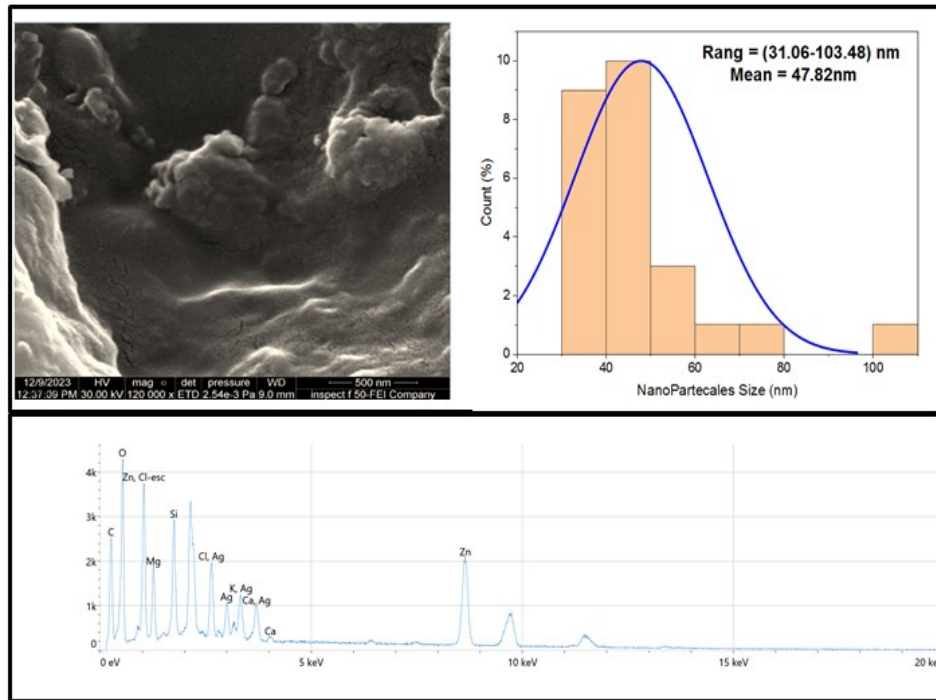 Rang = (31.06-103.48) nm
Mean = 47.82nm
10
8
6
4
2
0
Count (%)
20 40 60 80 100
NanoPartecales Size (nm)
12/9/2023 HV mag det pressure WD 500 nm
12:37:09 PM 30.00 kV 120 000 x ETD 2.54e-3 Pa 9.0 mm inspect f 50-FEI Company
4k
3k
2k
1k
0
O
Zn, Cl-esc
C
Si
Mg
Cl, Ag
Ag
K, Ag
Ca, Ag
Ca
Zn
0 eV 5 keV 10 keV 15 keV 20 keV